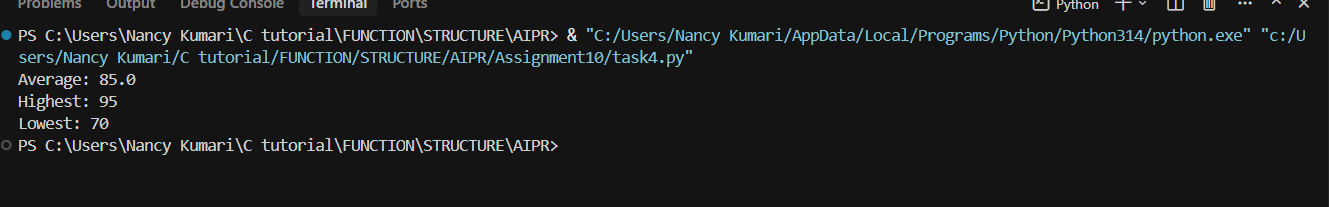 Problems Output Debug Console Terminal Ports Python
PS C:\Users\Nancy Kumari\C tutorial\FUNCTION\STRUCTURE\AIPR> & "C:/Users/Nancy Kumari/AppData/Local/Programs/Python/Python314/python.exe" "c:/U
sers/Nancy Kumari/C tutorial/FUNCTION/STRUCTURE/AIPR/Assignment10/task4.py"
Average: 85.0
Highest: 95
Lowest: 70
PS C:\Users\Nancy Kumari\C tutorial\FUNCTION\STRUCTURE\AIPR>